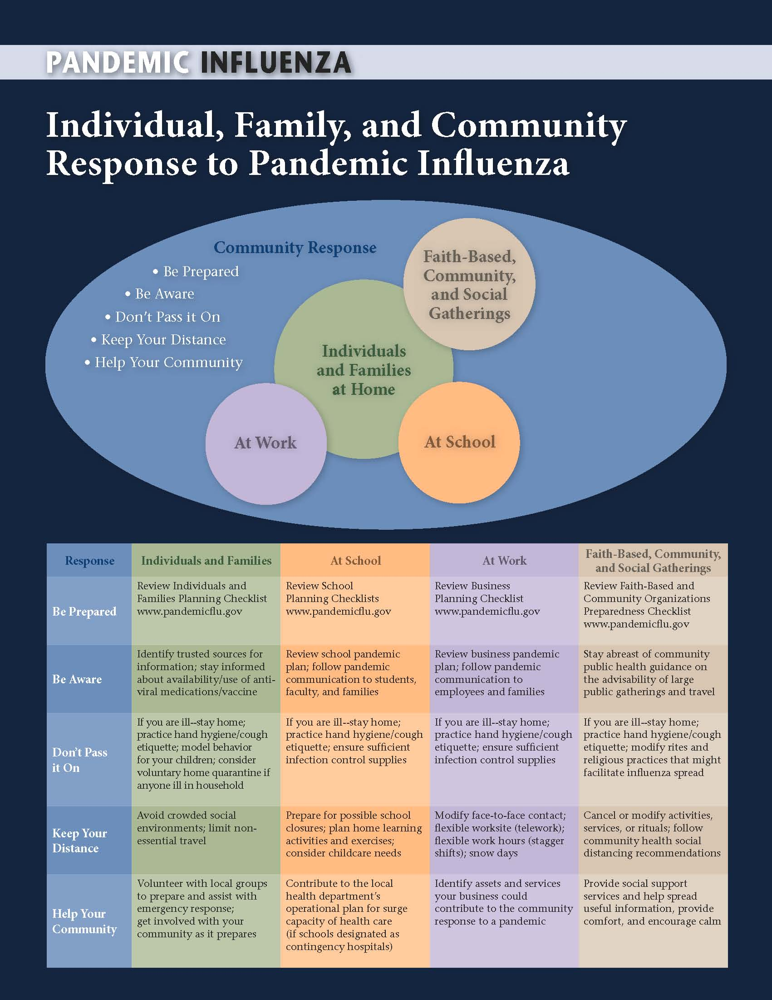 PANDEMIC INFLUENZA
Individual, Family, and Community
Response to Pandemic Influenza
Community Response
• Be Prepared
• Be Aware
• Don't Pass it On
• Keep Your Distance
• Help Your Community
Faith-Based,
Community,
and Social
Gatherings
Individuals
and Families
at Home
At Work
At School
Response
Individuals and Families
At School
At Work
Faith-Based, Community,
and Social Gatherings
Be Prepared
Review Individuals and
Families Planning Checklist
www.pandemicflu.gov
Review School
Planning Checklists
www.pandemicflu.gov
Review Business
Planning Checklist
www.pandemicflu.gov
Review Faith-Based and
Community Organizations
Preparedness Checklist
www.pandemicflu.gov
Be Aware
Identify trusted sources for
information; stay informed
about availability/use of anti-
viral medications/vaccine
Review school pandemic
plan; follow pandemic
communication to students,
faculty, and families
Review business pandemic
plan; follow pandemic
communication to
employees and families
Stay abreast of community
public health guidance on
the advisability of large
public gatherings and travel
Don't Pass
it On
If you are ill--stay home;
practice hand hygiene/cough
etiquette; model behavior
for your children; consider
voluntary home quarantine if
anyone ill in household
If you are ill--stay home;
practice hand hygiene/cough
etiquette; ensure sufficient
infection control supplies
If you are ill--stay home;
practice hand hygiene/cough
etiquette; ensure sufficient
infection control supplies
If you are ill--stay home;
practice hand hygiene/cough
etiquette; modify rites and
religious practices that might
facilitate influenza spread
Keep Your
Distance
Avoid crowded social
environments; limit non-
essential travel
Prepare for possible school
closures; plan home learning
activities and exercises;
consider childcare needs
Modify face-to-face contact;
flexible worksite (telework);
flexible work hours (stagger
shifts); snow days
Cancel or modify activities,
services, or rituals; follow
community health social
distancing recommendations
Help Your
Community
Volunteer with local groups
to prepare and assist with
emergency response;
get involved with your
community as it prepares
Contribute to the local
health department's
operational plan for surge
capacity of health care
(if schools designated as
contingency hospitals)
Identify assets and services
your business could
contribute to the community
response to a pandemic
Provide social support
services and help spread
useful information, provide
comfort, and encourage calm